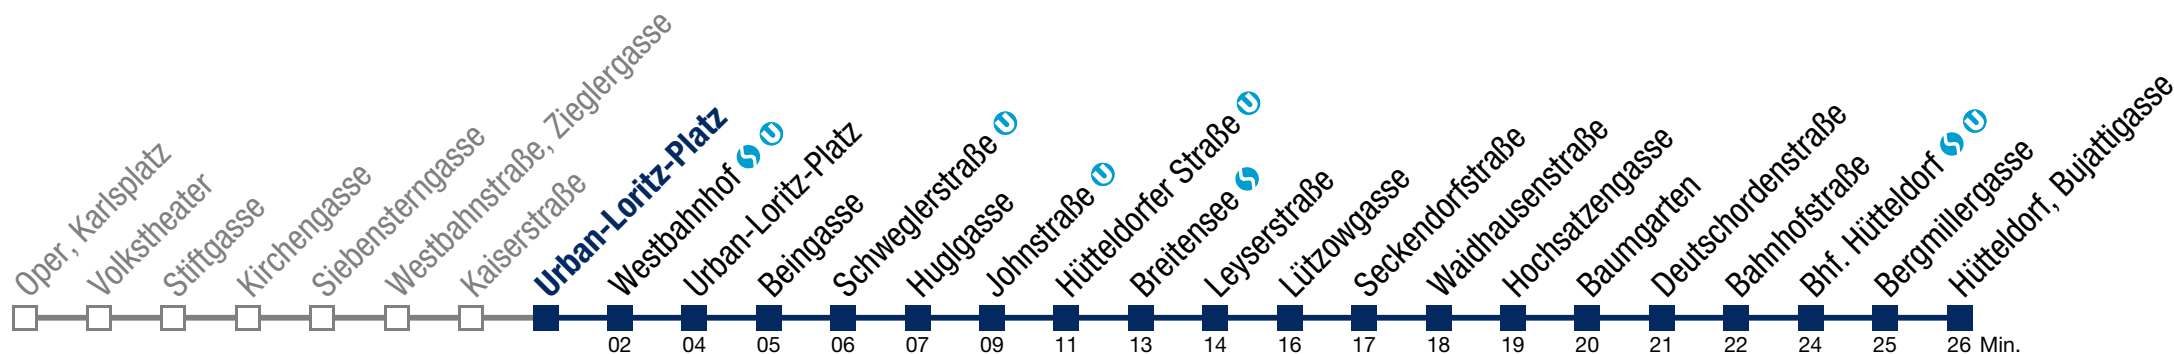 Oper, Karlsplatz
Volkstheater
Stiftgasse
Kirchengasse
Siebensterngasse
Westbahnstraße, Zieglergasse
Kaiserstraße
Urban-Loritz-Platz
Westbahnhof
Urban-Loritz-Platz
Beingasse
Schweglerstraße
Huglgasse
Johnstraße
Hütteldorfer Straße
Breitensee
Leyserstraße
Lützowgasse
Seckendorfstraße
Waidhausenstraße
Hochsatzengasse
Baumgarten
Deutschordenstraße
Bahnhofstraße
Bhf. Hütteldorf
Bergmillergasse
Hütteldorf, Bujattigasse
02 04 05 06 07 09 11 13 14 16 17 18 19 20 21 22 24 25 26 Min.